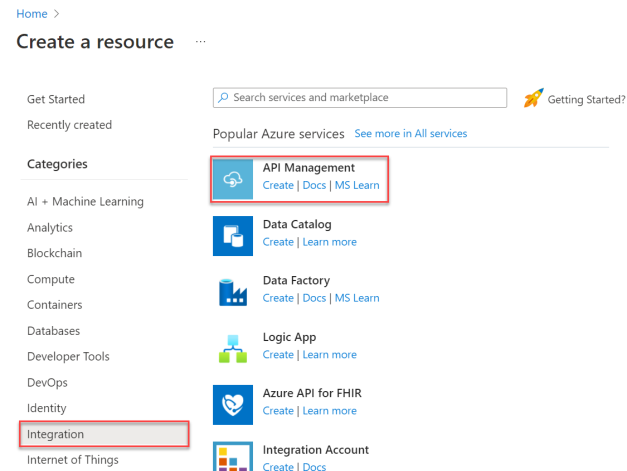 Home >
Create a resource ...
Get Started
Recently created
Categories
AI + Machine Learning
Analytics
Blockchain
Compute
Containers
Databases
Developer Tools
DevOps
Identity
Integration
Internet of Things
Search services and marketplace
Getting Started?
Popular Azure services See more in All services
API Management
Create | Docs | MS Learn
Data Catalog
Create | Learn more
Data Factory
Create | Docs | MS Learn
Logic App
Create | Learn more
Azure API for FHIR
Create | Learn more
Integration Account
Create | Docs